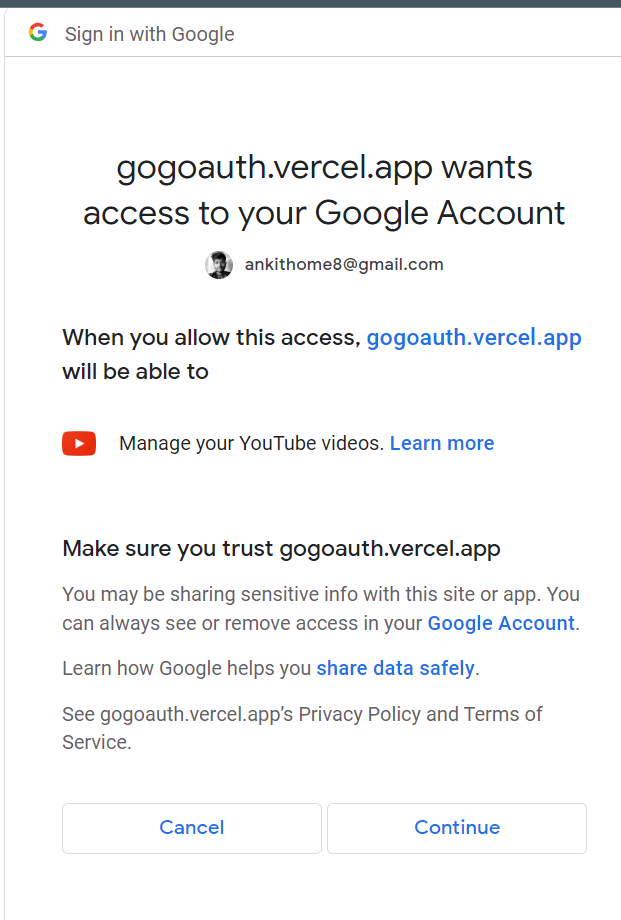 Sign in with Google
gogoauth.vercel.app wants
access to your Google Account
ankithome8@gmail.com
When you allow this access, gogoauth.vercel.app
will be able to
Manage your YouTube videos. Learn more
Make sure you trust gogoauth.vercel.app
You may be sharing sensitive info with this site or app. You
can always see or remove access in your Google Account.
Learn how Google helps you share data safely.
See gogoauth.vercel.app’s Privacy Policy and Terms of
Service.
Cancel
Continue